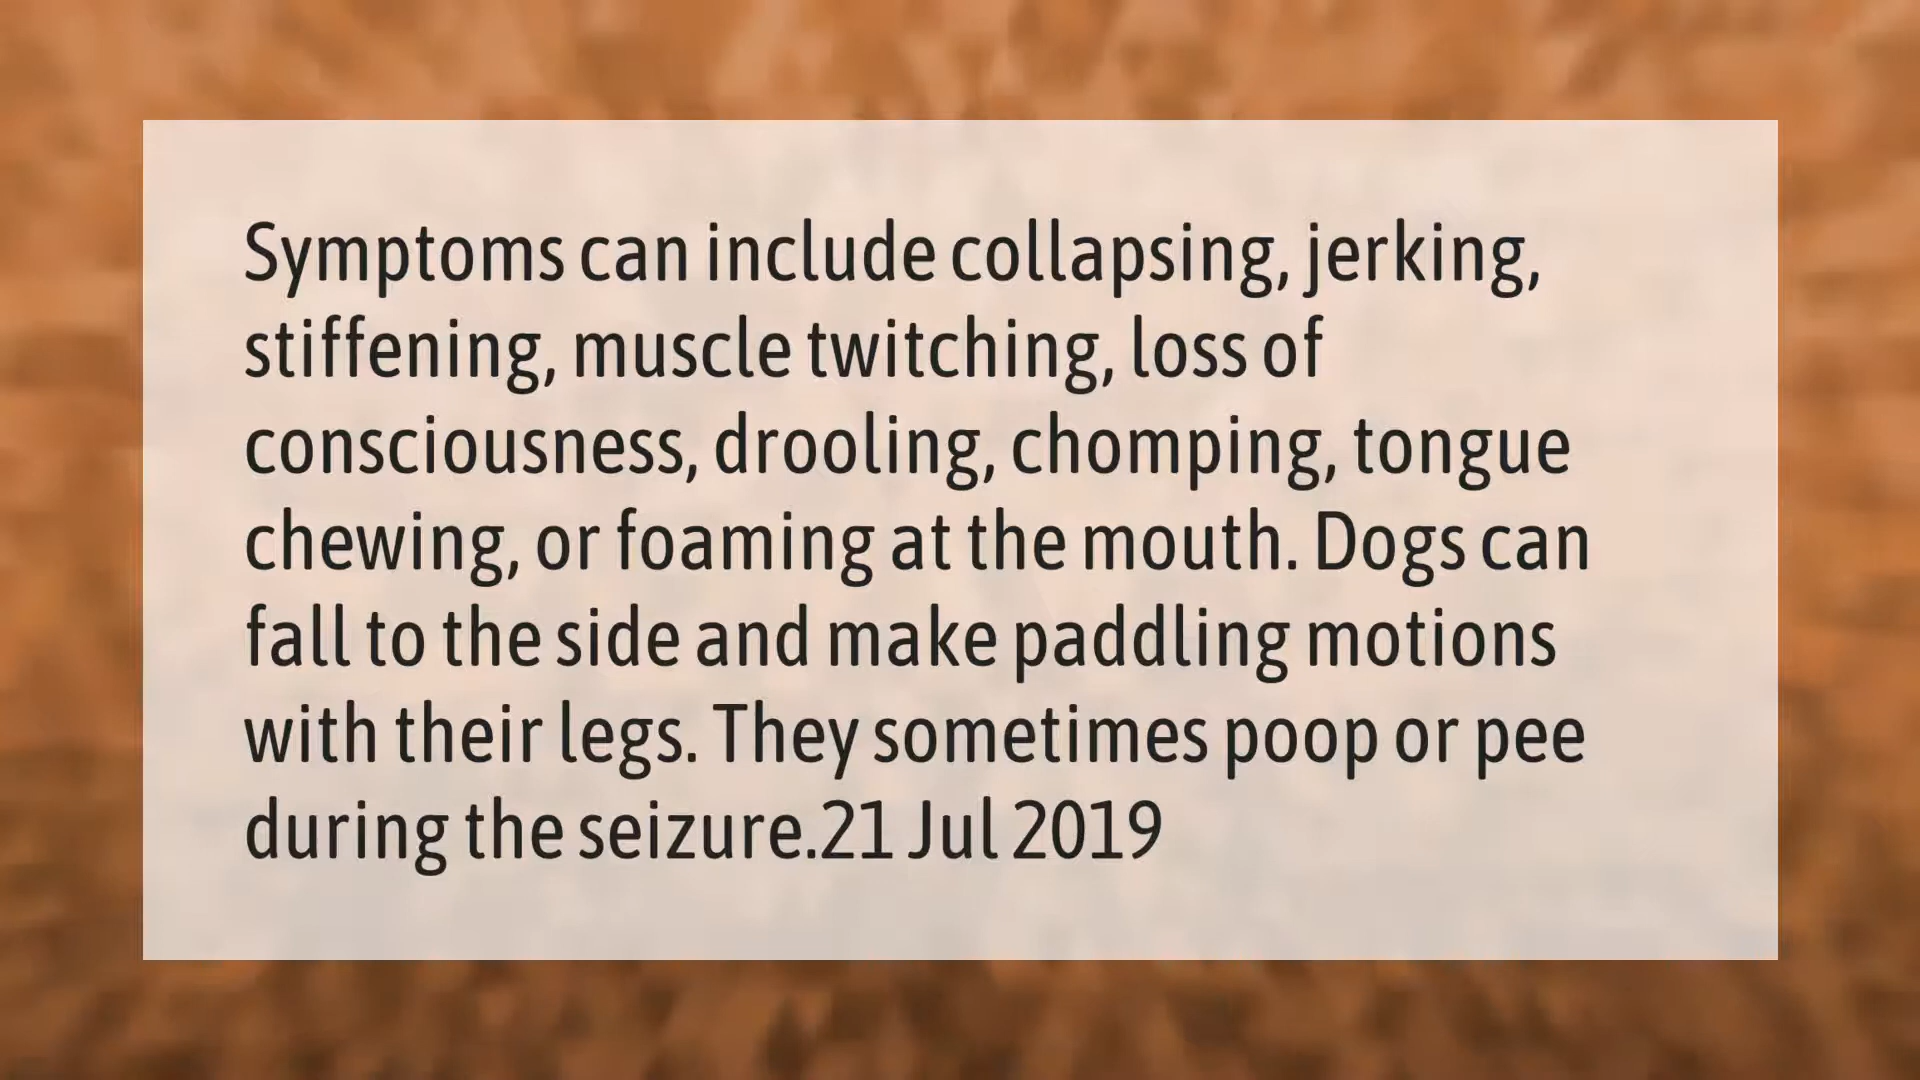 Symptoms can include collapsing, jerking,
stiffening, muscle twitching, loss of
consciousness, drooling, chomping, tongue
chewing, or foaming at the mouth. Dogs can
fall to the side and make paddling motions
with their legs. They sometimes poop or pee
during the seizure.21 Jul 2019